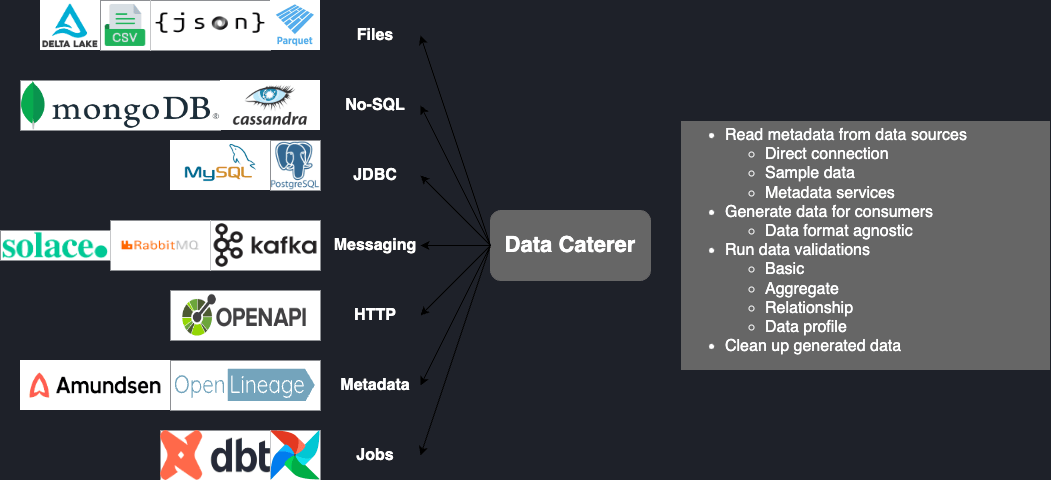 DELTA LAKE
CSV
{json}
Parquet
Files
mongoDB®
cassandra
No-SQL
MySQL
PostgreSQL
JDBC
solace.
RabbitMQ
kafka
Messaging
Data Caterer
OPENAPI
HTTP
Amundsen
OpenLineage
Metadata
dbt
Jobs
• Read metadata from data sources
◦ Direct connection
◦ Sample data
◦ Metadata services
• Generate data for consumers
◦ Data format agnostic
• Run data validations
◦ Basic
◦ Aggregate
◦ Relationship
◦ Data profile
• Clean up generated data